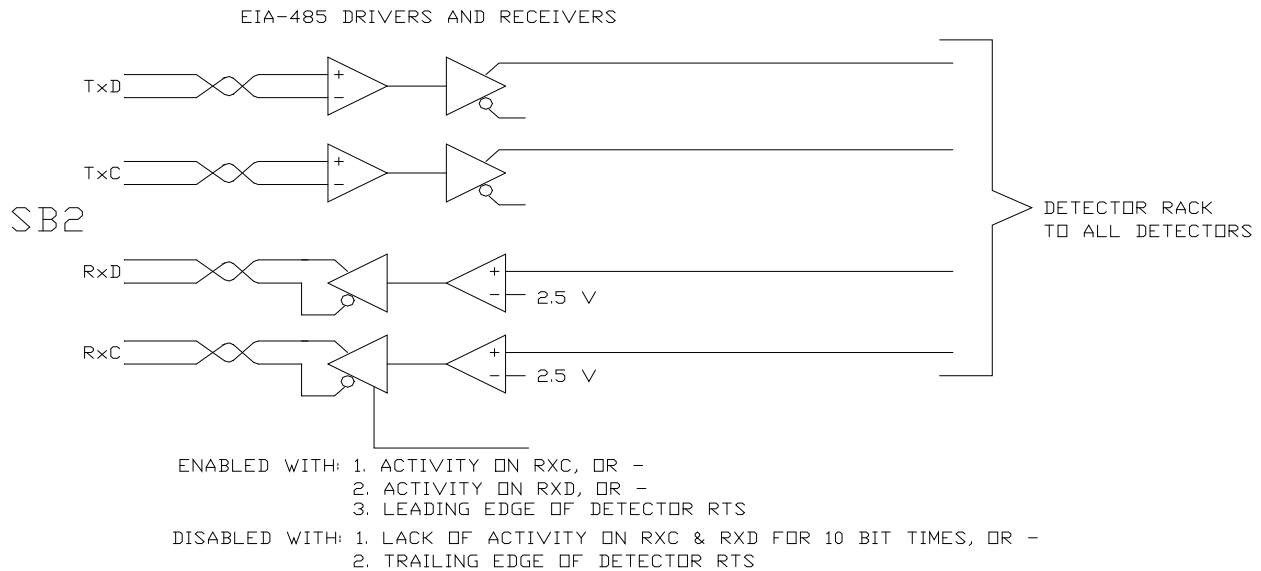 EIA-485 DRIVERS AND RECEIVERS
TxD
+
-
TxC
+
-
SB2
DETECTOR RACK
TO ALL DETECTORS
RxD
+
- 2.5 V
RxC
+
- 2.5 V
ENABLED WITH: 1. ACTIVITY ON RXC, OR -
2. ACTIVITY ON RXD, OR -
3. LEADING EDGE OF DETECTOR RTS
DISABLED WITH: 1. LACK OF ACTIVITY ON RXC & RXD FOR 10 BIT TIMES, OR -
2. TRAILING EDGE OF DETECTOR RTS